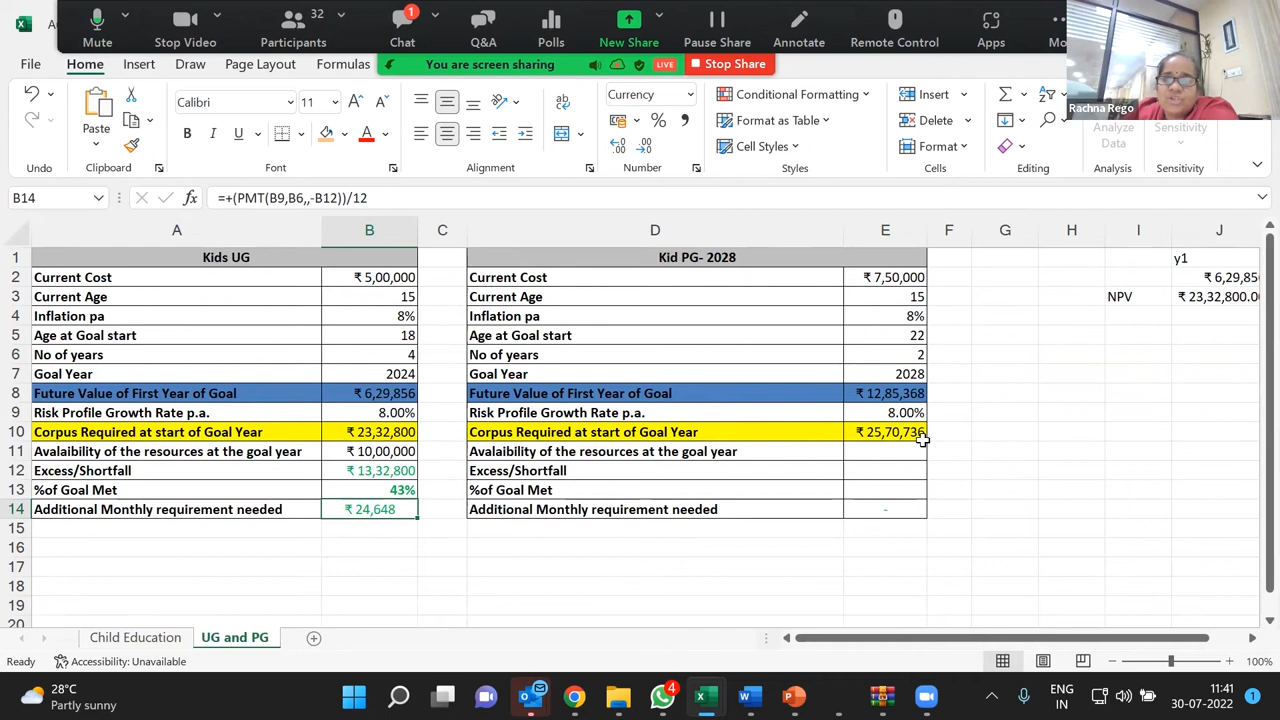 32
1
Mute
Stop Video
Participants
Chat
Q&A
Polls
New Share
Pause Share
Annotate
Remote Control
Apps
Mo
Rachna Rego
File
Home
Insert
Draw
Page Layout
Formulas
You are screen sharing
LIVE
Stop Share
Undo
Paste
Clipboard
Calibri
11
B I U
Font
ab
Alignment
Currency
%
Number
Conditional Formatting
Format as Table
Cell Styles
Styles
Insert
Delete
Format
Cells
Editing
Analyze Data
Analysis
Sensitivity
Sensitivity
B14
fx
=+(PMT(B9,B6,,-B12))/12
A B C D E F G H I J
1 Kids UG Kid PG- 2028 y1
2 Current Cost ₹ 5,00,000 Current Cost ₹ 7,50,000 ₹ 6,29,85
3 Current Age 15 Current Age 15 NPV ₹ 23,32,800.0
4 Inflation pa 8% Inflation pa 8%
5 Age at Goal start 18 Age at Goal start 22
6 No of years 4 No of years 2
7 Goal Year 2024 Goal Year 2028
8 Future Value of First Year of Goal ₹ 6,29,856 Future Value of First Year of Goal ₹ 12,85,368
9 Risk Profile Growth Rate p.a. 8.00% Risk Profile Growth Rate p.a. 8.00%
10 Corpus Required at start of Goal Year ₹ 23,32,800 Corpus Required at start of Goal Year ₹ 25,70,736
11 Avalaibility of the resources at the goal year ₹ 10,00,000 Avalaibility of the resources at the goal year
12 Excess/Shortfall ₹ 13,32,800 Excess/Shortfall
13 %of Goal Met 43% %of Goal Met
14 Additional Monthly requirement needed ₹ 24,648 Additional Monthly requirement needed -
15
16
17
18
19
20
Child Education
UG and PG
Ready
Accessibility: Unavailable
100%
28°C
Partly sunny
4
ENG
IN
11:41
30-07-2022
1